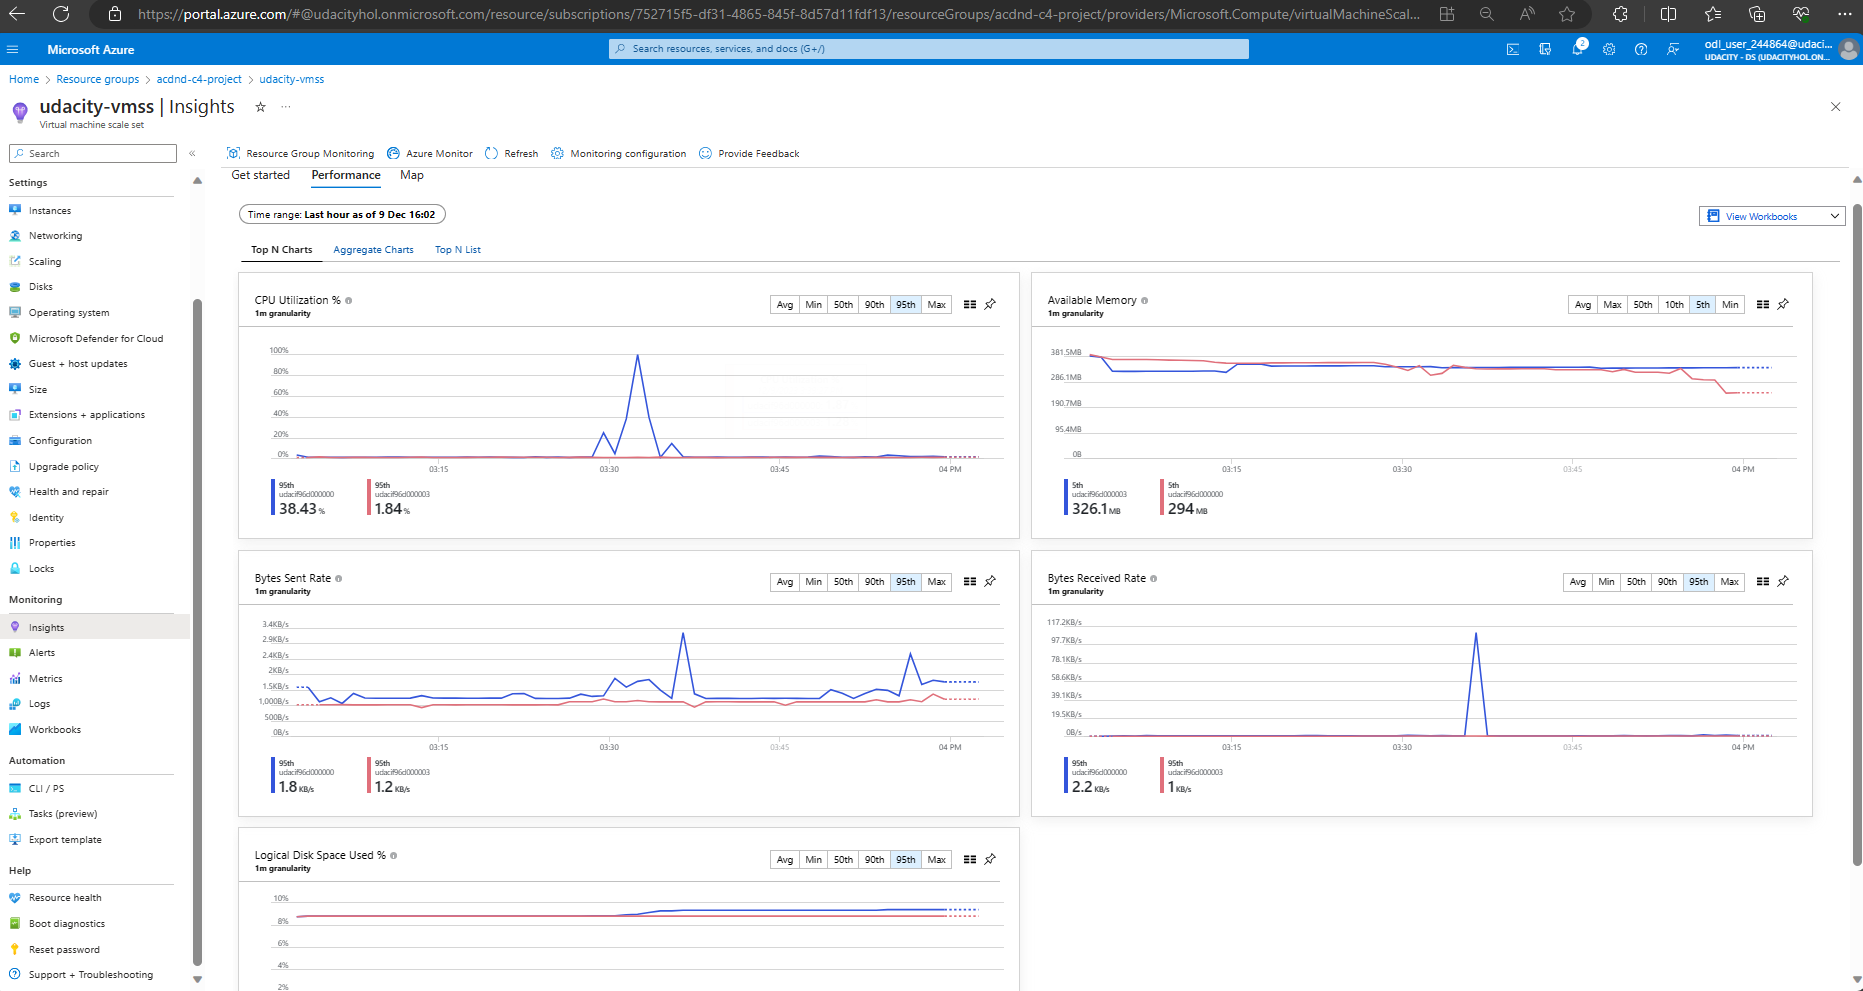 https://portal.azure.com/#@udacityhol.onmicrosoft.com/resource/subscriptions/752715f5-df31-4865-845f-8d57d11fdf13/resourceGroups/acdnd-c4-project/providers/Microsoft.Compute/virtualMachineScal...
Microsoft Azure
Search resources, services, and docs (G+/)
2
odl_user_244864@udaci...
UDACITY - DS (UDACITYHOL.ON...
Home > Resource groups > acdnd-c4-project > udacity-vmss
udacity-vmss | Insights
Virtual machine scale set
Search
Resource Group Monitoring
Azure Monitor
Refresh
Monitoring configuration
Provide Feedback
Settings
Instances
Networking
Scaling
Disks
Operating system
Microsoft Defender for Cloud
Guest + host updates
Size
Extensions + applications
Configuration
Upgrade policy
Health and repair
Identity
Properties
Locks
Monitoring
Insights
Alerts
Metrics
Logs
Workbooks
Automation
CLI / PS
Tasks (preview)
Export template
Help
Resource health
Boot diagnostics
Reset password
Support + Troubleshooting
Get started Performance Map
Time range: Last hour as of 9 Dec 16:02
View Workbooks
Top N Charts Aggregate Charts Top N List
CPU Utilization %
1m granularity
Avg Min 50th 90th 95th Max
100%
80%
60%
40%
20%
0%
03:15 03:30 03:45 04 PM
95th
udacif96d000000
38.43 %
95th
udacif96d000003
1.84 %
Available Memory
1m granularity
Avg Max 50th 10th 5th Min
381.5MB
286.1MB
190.7MB
95.4MB
0B
03:15 03:30 03:45 04 PM
5th
udacif96d000003
326.1 MB
5th
udacif96d000000
294 MB
Bytes Sent Rate
1m granularity
Avg Min 50th 90th 95th Max
3.4KB/s
2.9KB/s
2.4KB/s
2KB/s
1.5KB/s
1,000B/s
500B/s
0B/s
03:15 03:30 03:45 04 PM
95th
udacif96d000000
1.8 KB/s
95th
udacif96d000003
1.2 KB/s
Bytes Received Rate
1m granularity
Avg Min 50th 90th 95th Max
117.2KB/s
97.7KB/s
78.1KB/s
58.6KB/s
39.1KB/s
19.5KB/s
0B/s
03:15 03:30 03:45 04 PM
95th
udacif96d000000
2.2 KB/s
95th
udacif96d000003
1 KB/s
Logical Disk Space Used %
1m granularity
Avg Min 50th 90th 95th Max
10%
8%
6%
4%
2%